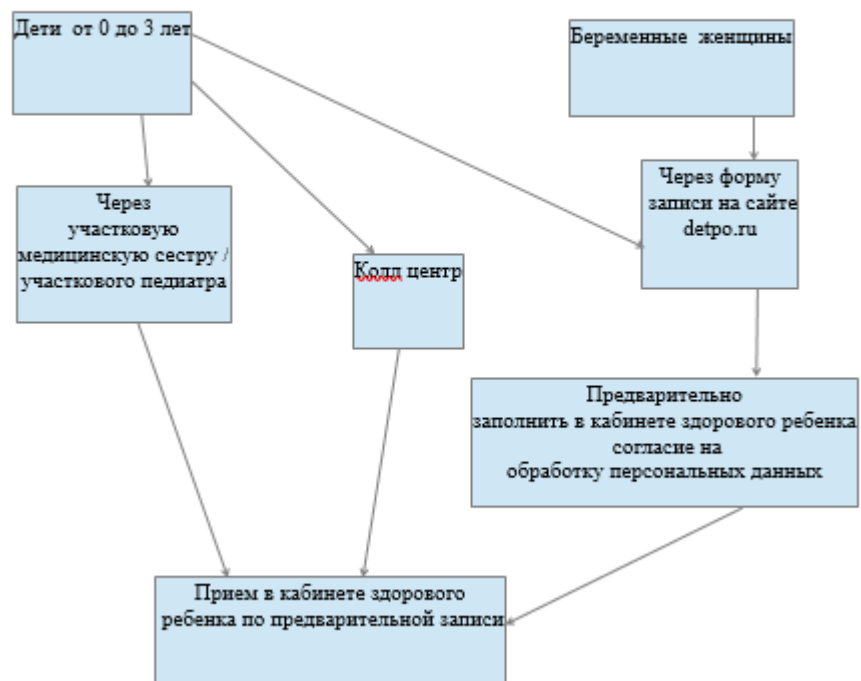 Дети от 0 до 3 лет
Беременные женщины
Через
участковую
медицинскую сестру /
участкового педиатра
Колл центр
Через форму
записи на сайте
detpo.ru
Предварительно
заполнить в кабинете здорового ребенка
согласие на
обработку персональных данных
Прием в кабинете здорового
ребенка по предварительной записи